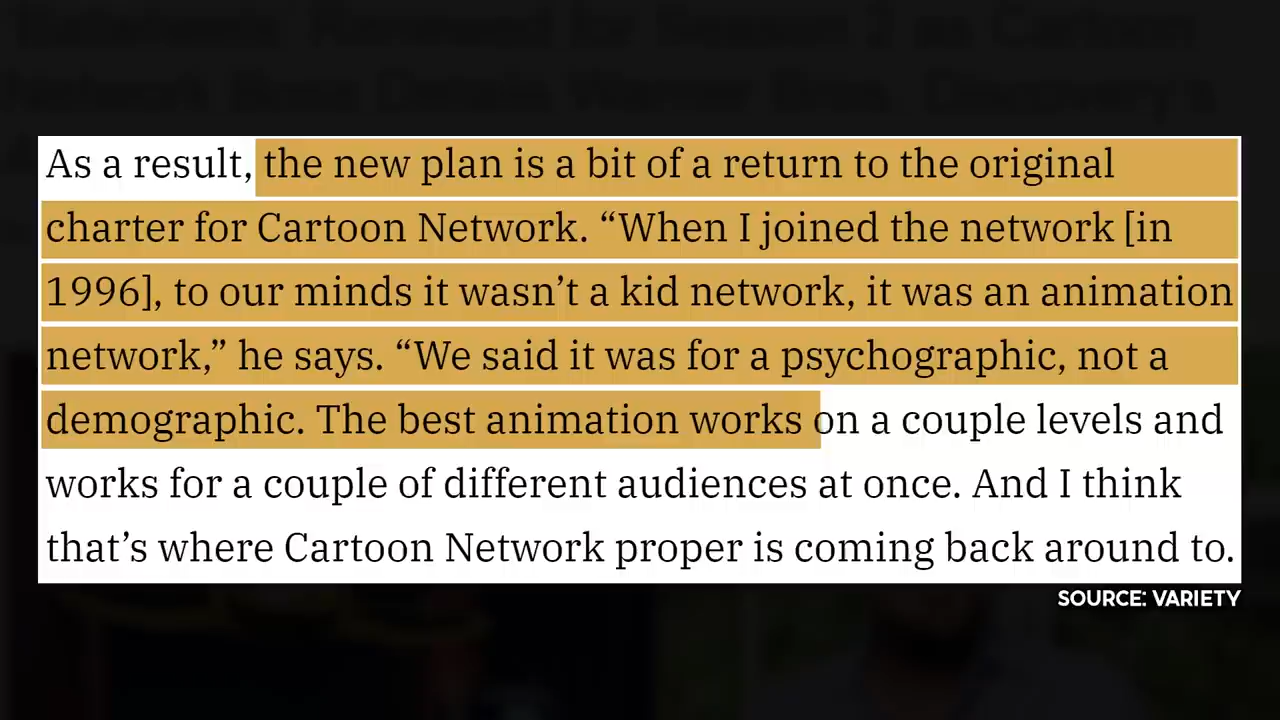 As a result, the new plan is a bit of a return to the original
charter for Cartoon Network. “When I joined the network [in
1996], to our minds it wasn’t a kid network, it was an animation
network,” he says. “We said it was for a psychographic, not a
demographic. The best animation works on a couple levels and
works for a couple of different audiences at once. And I think
that’s where Cartoon Network proper is coming back around to.
SOURCE: VARIETY